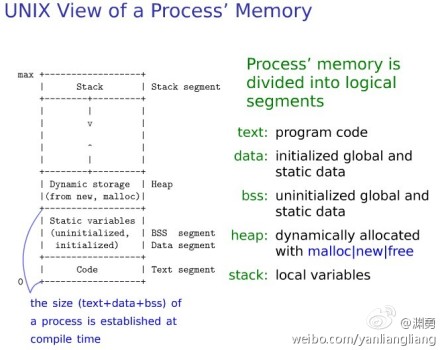 UNIX View of a Process' Memory
max
Stack | Stack segment
v
^
Dynamic storage | Heap
(from new, malloc)
Static variables
(uninitialized, | BSS segment
initialized) | Data segment
Code | Text segment
0
the size (text+data+bss) of
a process is established at
compile time
Process' memory is
divided into logical
segments
text: program code
data: initialized global and
static data
bss: uninitialized global and
static data
heap: dynamically allocated
with malloc|new|free
stack: local variables
@渊勇
weibo.com/yanliangliang